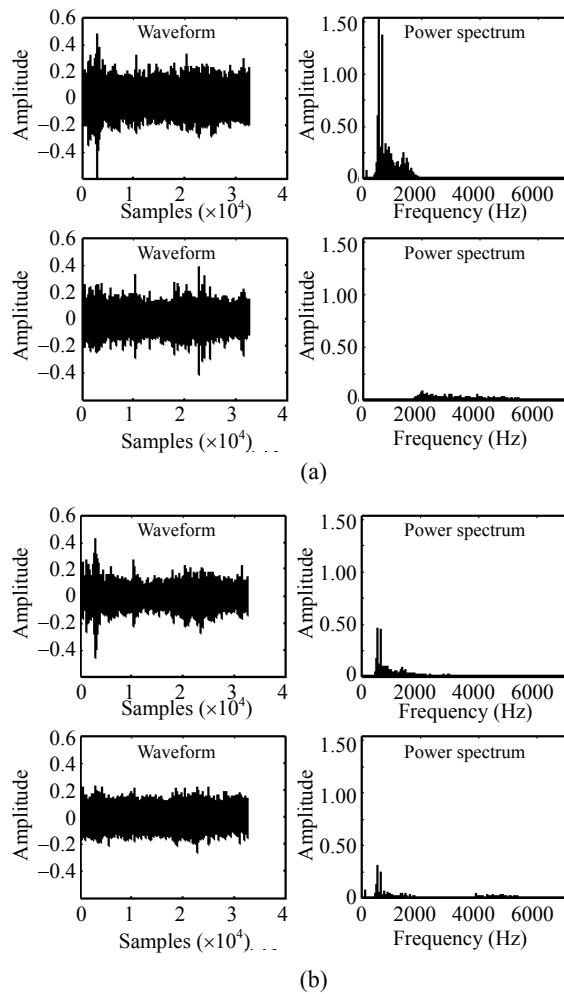 Waveform
Amplitude
0.6
0.4
0.2
0
−0.2
−0.4
0 1 2 3 4
Samples (×10⁴)
Power spectrum
Amplitude
1.50
1.00
0.50
0
0 2000 4000 6000
Frequency (Hz)
Waveform
Amplitude
0.6
0.4
0.2
0
−0.2
−0.4
0 1 2 3 4
Samples (×10⁴)
Power spectrum
Amplitude
1.50
1.00
0.50
0
0 2000 4000 6000
Frequency (Hz)
(a)
Waveform
Amplitude
0.6
0.4
0.2
0
−0.2
−0.4
0 1 2 3 4
Samples (×10⁴)
Power spectrum
Amplitude
1.50
1.00
0.50
0
0 2000 4000 6000
Frequency (Hz)
Waveform
Amplitude
0.6
0.4
0.2
0
−0.2
−0.4
0 1 2 3 4
Samples (×10⁴)
Power spectrum
Amplitude
1.50
1.00
0.50
0
0 2000 4000 6000
Frequency (Hz)
(b)